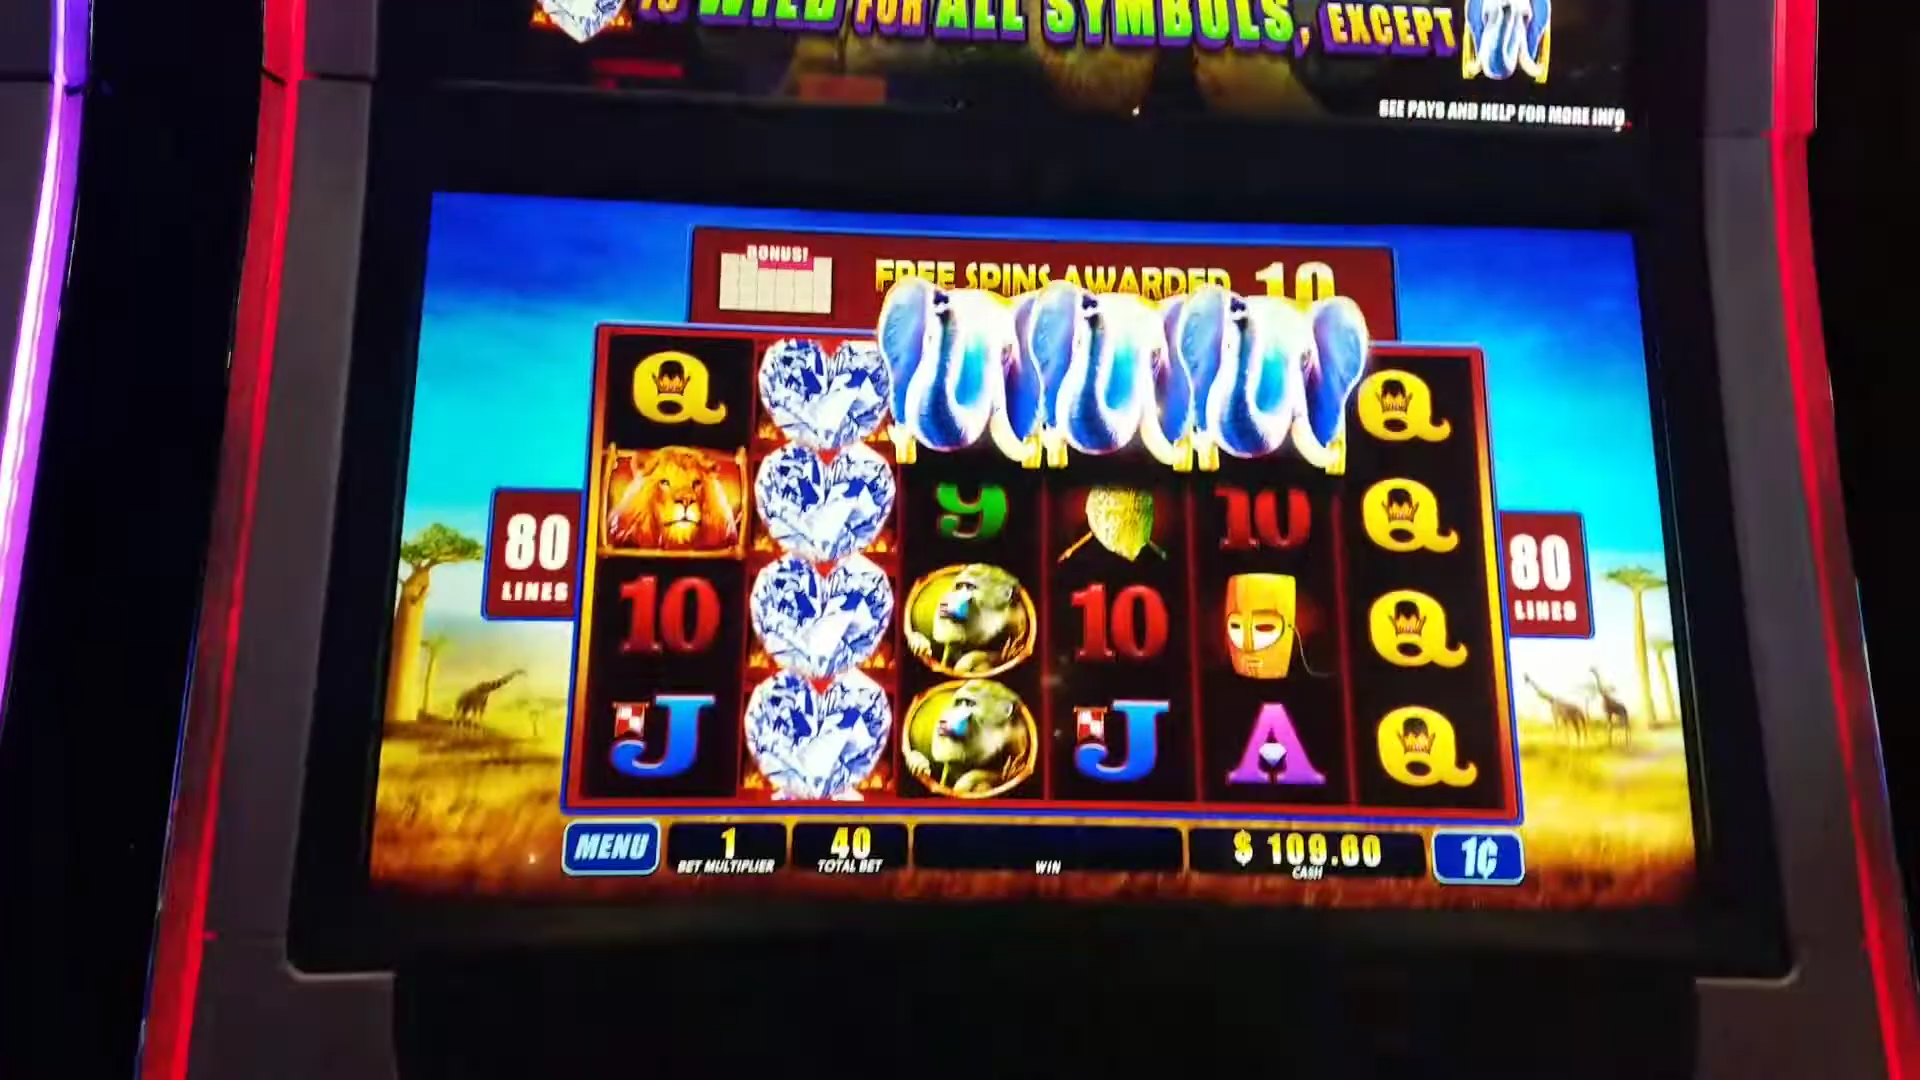 IS WILD FOR ALL SYMBOLS, EXCEPT
SEE PAYS AND HELP FOR MORE INFO.
BONUS!
FREE SPINS AWARDED 10
Q
Q
80
LINES
9
10
Q
80
LINES
10
10
Q
J
J
A
Q
MENU
1
BET MULTIPLIER
40
TOTAL BET
WIN
$ 109.60
CASH
1¢